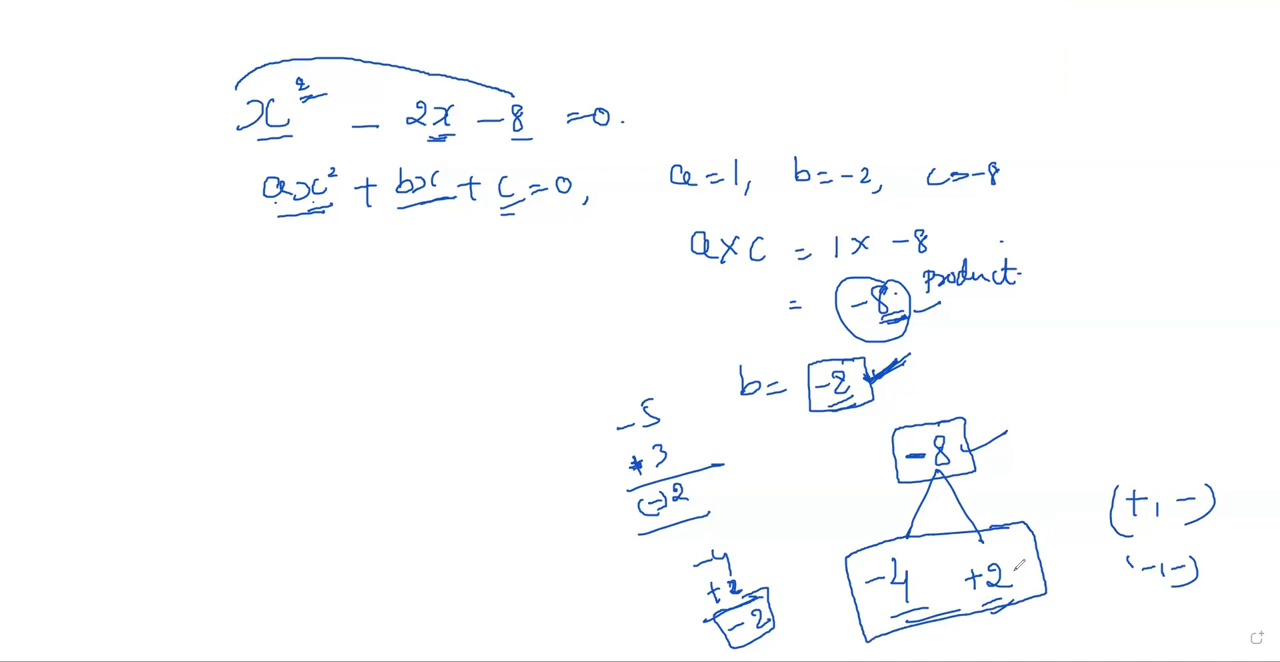 x² - 2x - 8 = 0.
ax² + bx + c = 0, a = 1, b = -2, c = -8
a × c = 1 × -8
= -8 product.
b = -2
-5
+3
(-)2
-8
-4 +2
-4
+2
-2
(+, -)
(-, -)